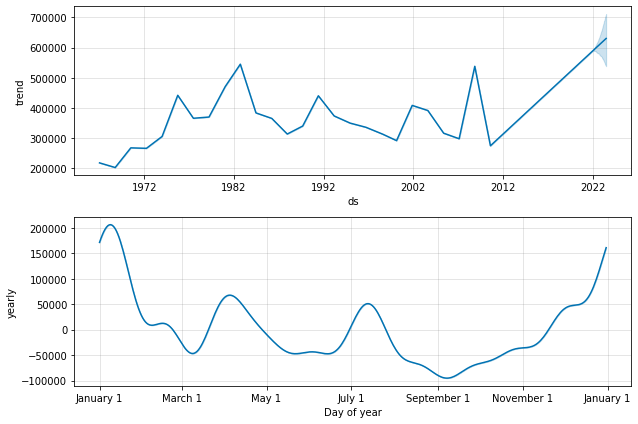 700000
600000
500000
400000
300000
200000
trend
1972 1982 1992 2002 2012 2022
ds
200000
150000
100000
50000
0
−50000
−100000
yearly
January 1 March 1 May 1 July 1 September 1 November 1 January 1
Day of year